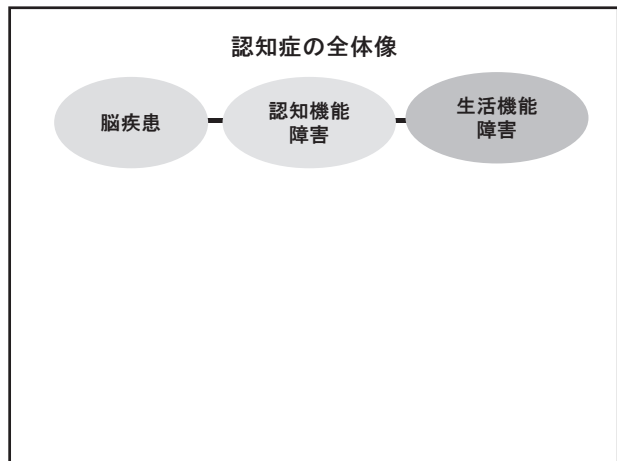 認知症の全体像
脳疾患
認知機能
障害
生活機能
障害